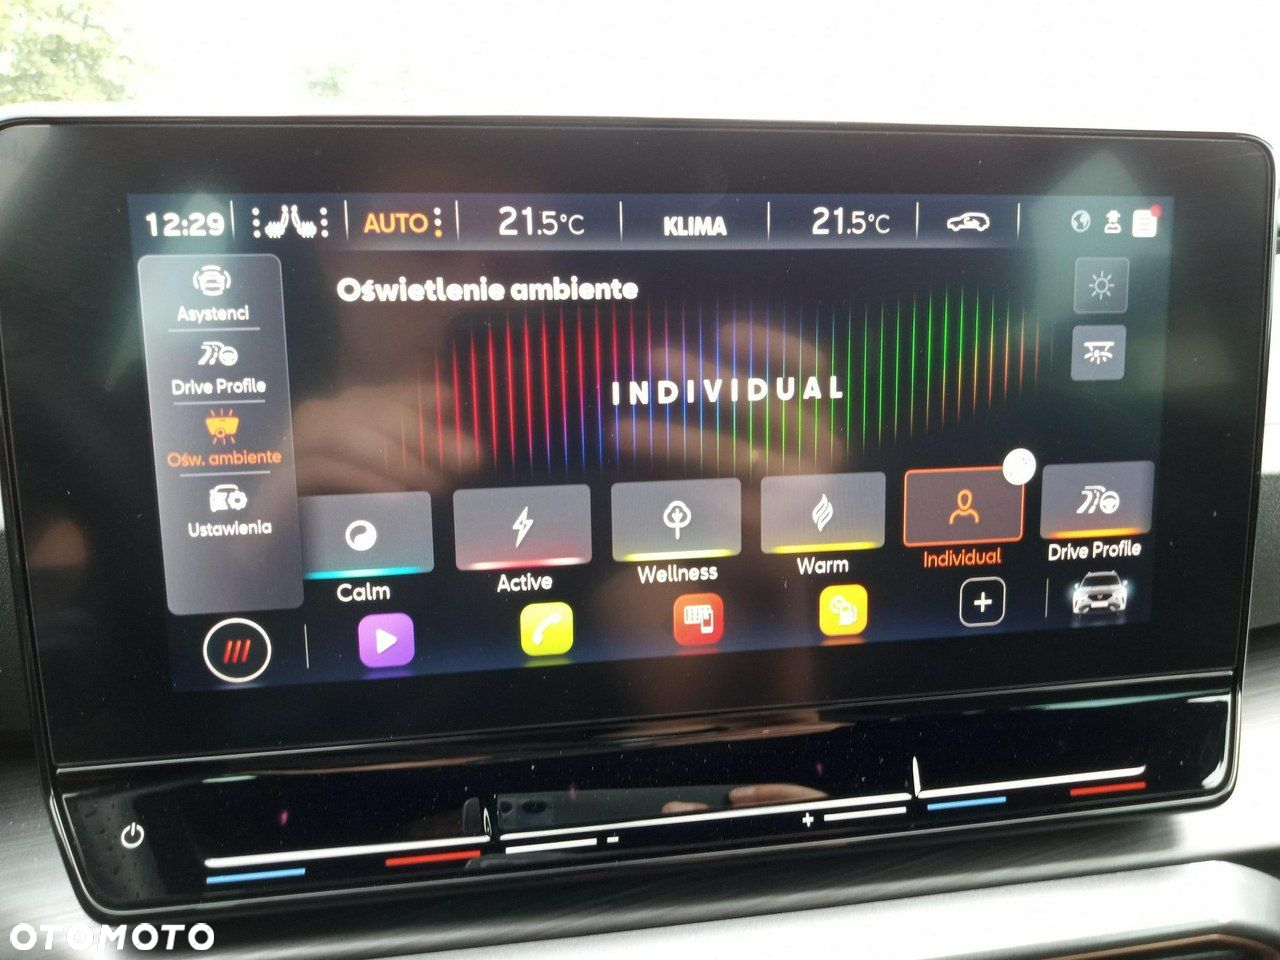 12:29 AUTO 21.5°C KLIMA 21.5°C
Oświetlenie ambiente
Asystenci
Drive Profile
Ośw. ambiente
Ustawienia
INDIVIDUAL
Calm Active Wellness Warm Individual Drive Profile
+
- +
OTOMOTO